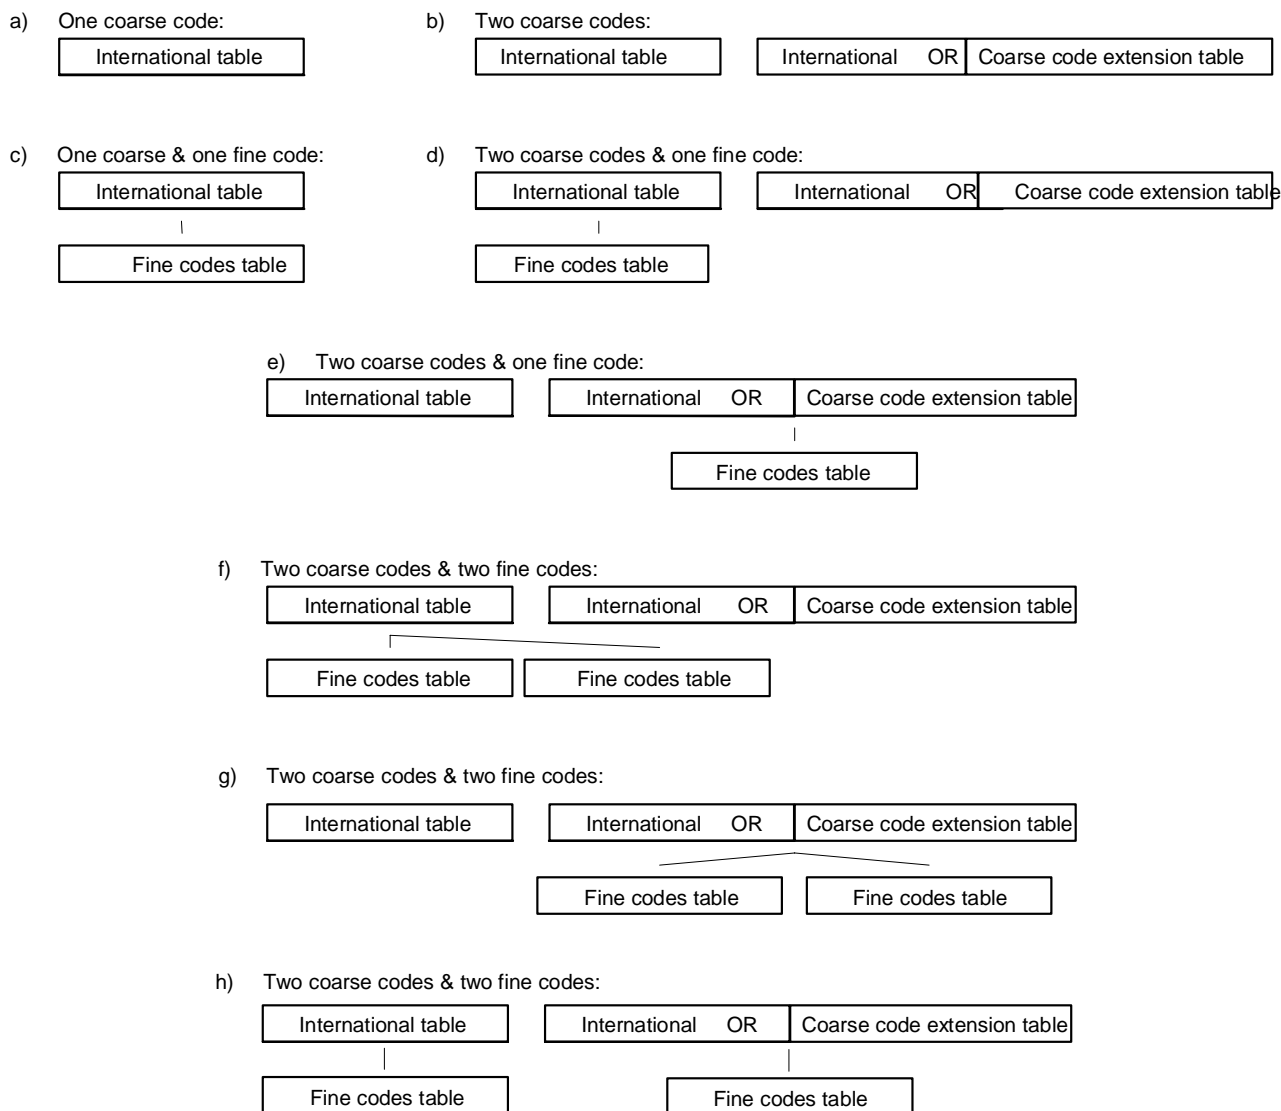 a) One coarse code:
International table
b) Two coarse codes:
International table
International OR Coarse code extension table
c) One coarse & one fine code:
International table
Fine codes table
d) Two coarse codes & one fine code:
International table
International OR Coarse code extension table
Fine codes table
e) Two coarse codes & one fine code:
International table
International OR Coarse code extension table
Fine codes table
f) Two coarse codes & two fine codes:
International table
International OR Coarse code extension table
Fine codes table
Fine codes table
g) Two coarse codes & two fine codes:
International table
International OR Coarse code extension table
Fine codes table
Fine codes table
h) Two coarse codes & two fine codes:
International table
International OR Coarse code extension table
Fine codes table
Fine codes table